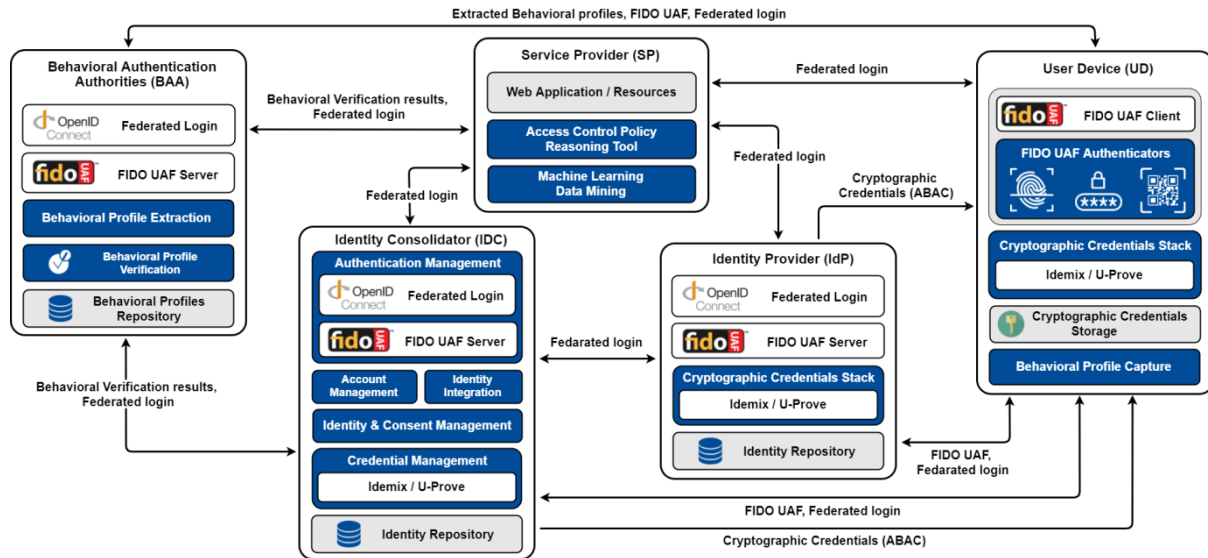 Extracted Behavioral profiles, FIDO UAF, Federated login
Behavioral Authentication
Authorities (BAA)
OpenID
Connect
Federated Login
fido
UAF
™
FIDO UAF Server
Behavioral Profile Extraction
Behavioral Profile
Verification
Behavioral Profiles
Repository
Behavioral Verification results,
Federated login
Service Provider (SP)
Web Application / Resources
Access Control Policy
Reasoning Tool
Machine Learning
Data Mining
Federated login
Federated login
Federated login
Cryptographic
Credentials (ABAC)
User Device (UD)
fido
UAF
™
FIDO UAF Client
FIDO UAF Authenticators
****
Cryptographic Credentials Stack
Idemix / U-Prove
Cryptographic Credentials
Storage
Behavioral Profile Capture
Identity Consolidator (IDC)
Authentication Management
OpenID
Connect
Federated Login
fido
UAF
™
FIDO UAF Server
Account
Management
Identity
Integration
Identity & Consent Management
Credential Management
Idemix / U-Prove
Identity Repository
Fedarated login
Identity Provider (IdP)
OpenID
Connect
Federated Login
fido
UAF
™
FIDO UAF Server
Cryptographic Credentials Stack
Idemix / U-Prove
Identity Repository
Behavioral Verification results,
Federated login
FIDO UAF,
Fedarated login
FIDO UAF, Federated login
Cryptographic Credentials (ABAC)